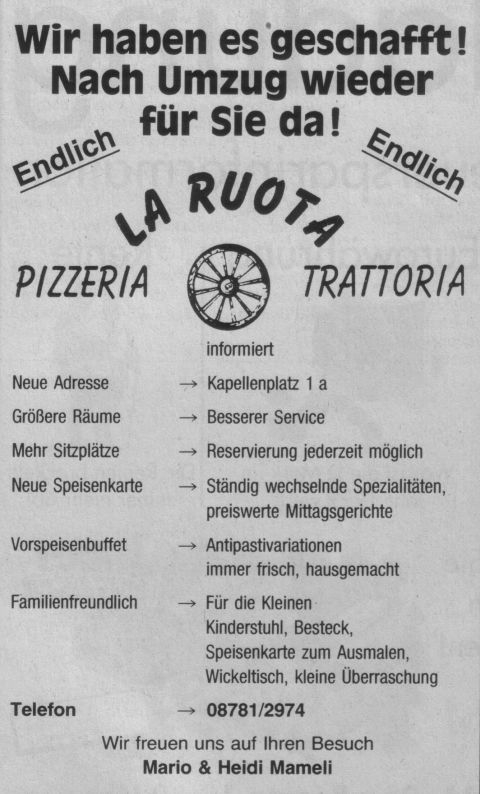 Wir haben es geschafft!
Nach Umzug wieder
für Sie da!
Endlich
Endlich
LA RUOTA
PIZZERIA TRATTORIA
informiert
Neue Adresse → Kapellenplatz 1 a
Größere Räume → Besserer Service
Mehr Sitzplätze → Reservierung jederzeit möglich
Neue Speisenkarte → Ständig wechselnde Spezialitäten,
preiswerte Mittagsgerichte
Vorspeisenbuffet → Antipastivariationen
immer frisch, hausgemacht
Familienfreundlich → Für die Kleinen
Kinderstuhl, Besteck,
Speisenkarte zum Ausmalen,
Wickeltisch, kleine Überraschung
Telefon → 08781/2974
Wir freuen uns auf Ihren Besuch
Mario & Heidi Mameli